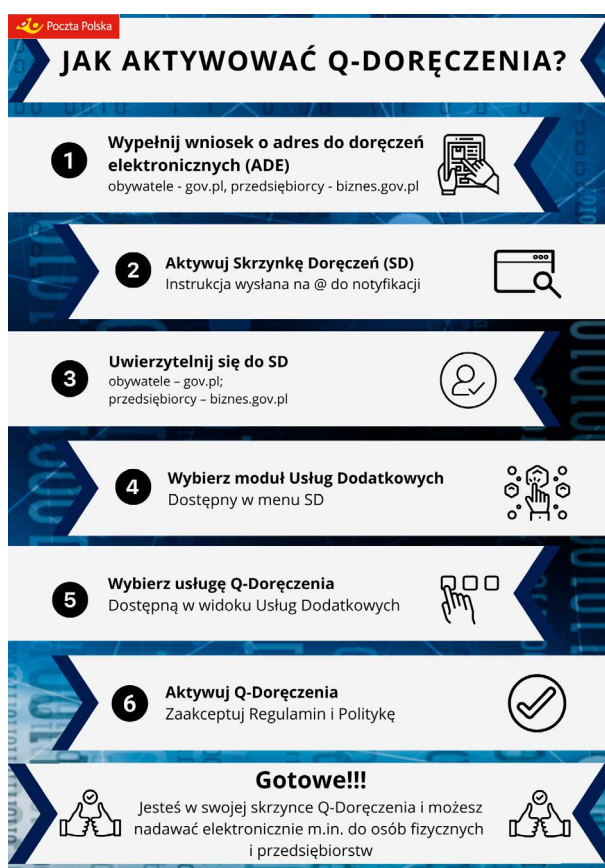 Poczta Polska
JAK AKTYWOWAĆ Q-DORĘCZENIA?
1
Wypełnij wniosek o adres do doręczeń
elektronicznych (ADE)
obywatele - gov.pl, przedsiębiorcy - biznes.gov.pl
2
Aktywuj Skrzynkę Doręczeń (SD)
Instrukcja wysłana na @ do notyfikacji
3
Uwierzytelnij się do SD
obywatele – gov.pl;
przedsiębiorcy – biznes.gov.pl
4
Wybierz moduł Usług Dodatkowych
Dostępny w menu SD
5
Wybierz usługę Q-Doręczenia
Dostępną w widoku Usług Dodatkowych
6
Aktywuj Q-Doręczenia
Zaakceptuj Regulamin i Politykę
Gotowe!!!
Jesteś w swojej skrzynce Q-Doręczenia i możesz
nadawać elektronicznie m.in. do osób fizycznych
i przedsiębiorstw